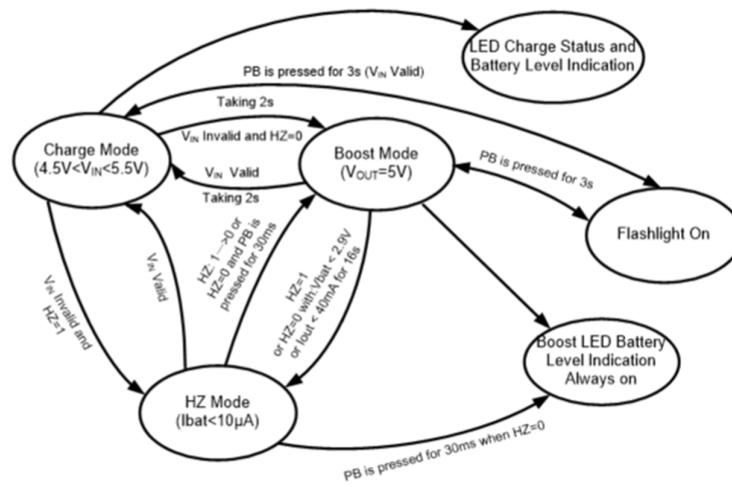 LED Charge Status and
Battery Level Indication
PB is pressed for 3s (VIN Valid)
Taking 2s
Charge Mode
(4.5V<VIN<5.5V)
VIN Invalid and HZ=0
Boost Mode
(VOUT=5V)
VIN Valid
Taking 2s
PB is pressed for 3s
Flashlight On
VIN Invalid and
HZ=1
VIN Valid
HZ: 1--->0 or
HZ=0 and PB is
pressed for 30ms
HZ=1
or HZ=0 with:Vbat < 2.9V
or Iout < 40mA for 16s
Boost LED Battery
Level Indication
Always on
HZ Mode
(Ibat<10μA)
PB is pressed for 30ms when HZ=0